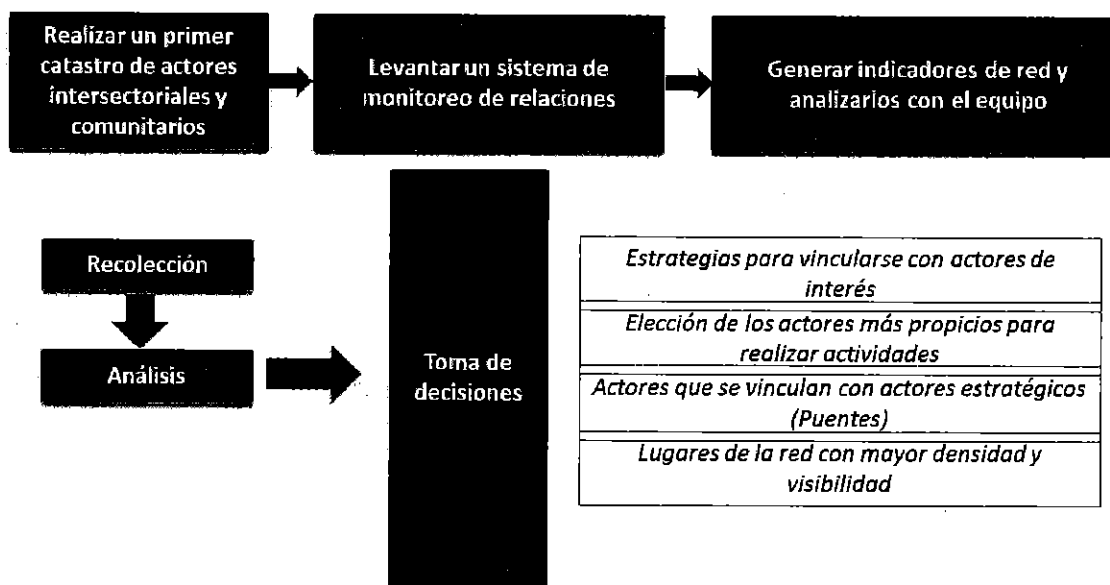 Realizar un primer
catastro de actores
intersectoriales y
comunitarios
Levantar un sistema de
monitoreo de relaciones
Generar indicadores de red y
analizarlos con el equipo
Recolección
Análisis
Toma de
decisiones
Estrategias para vincularse con actores de
interés
Elección de los actores más propicios para
realizar actividades
Actores que se vinculan con actores estratégicos
(Puentes)
Lugares de la red con mayor densidad y
visibilidad